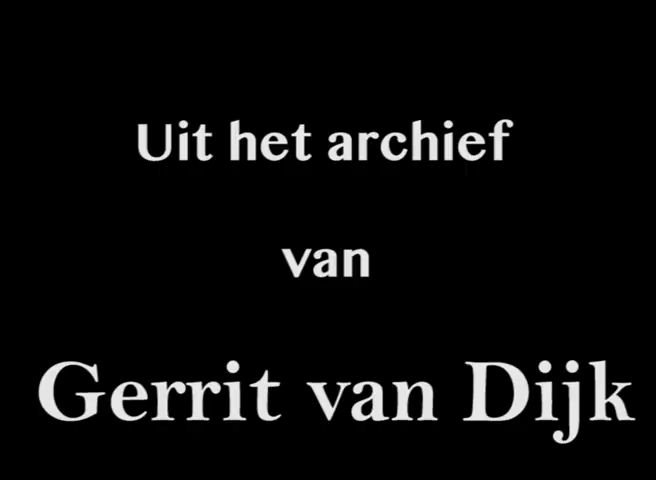 Uit het archief
van
Gerrit van Dijk